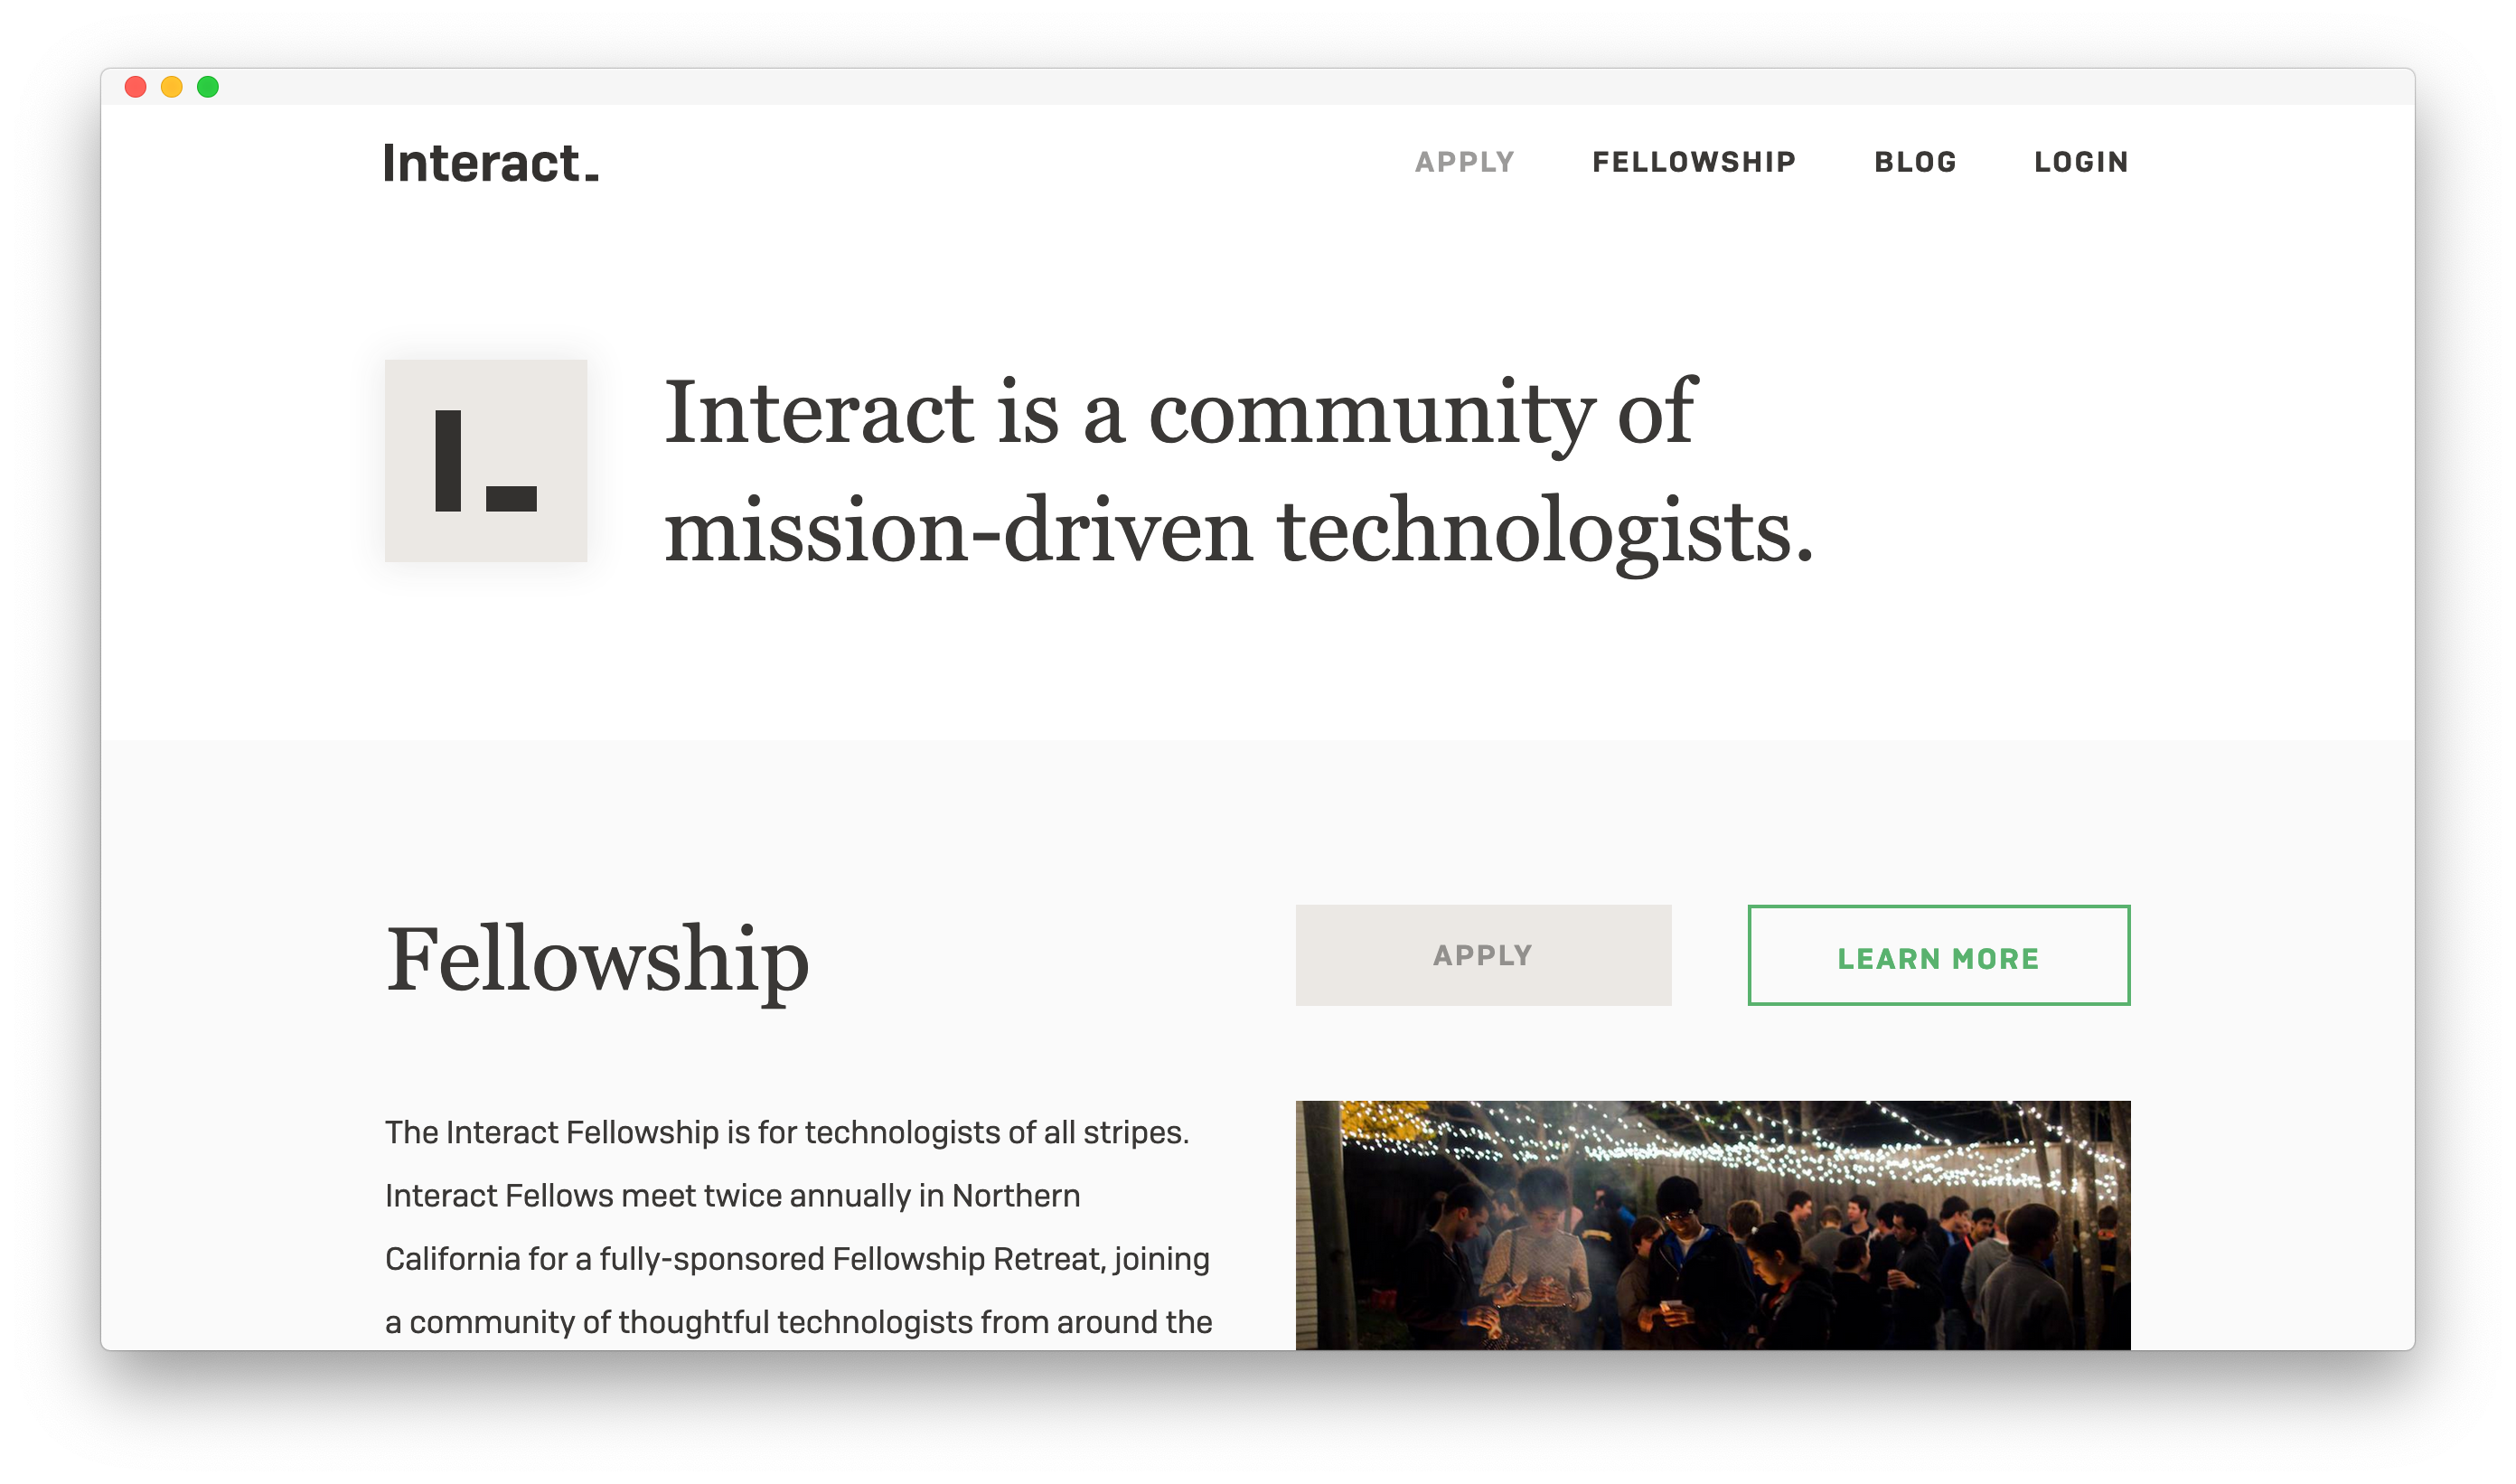 Interact_
APPLY FELLOWSHIP BLOG LOGIN
I_
Interact is a community of
mission-driven technologists.
Fellowship
APPLY
LEARN MORE
The Interact Fellowship is for technologists of all stripes.
Interact Fellows meet twice annually in Northern
California for a fully-sponsored Fellowship Retreat, joining
a community of thoughtful technologists from around the